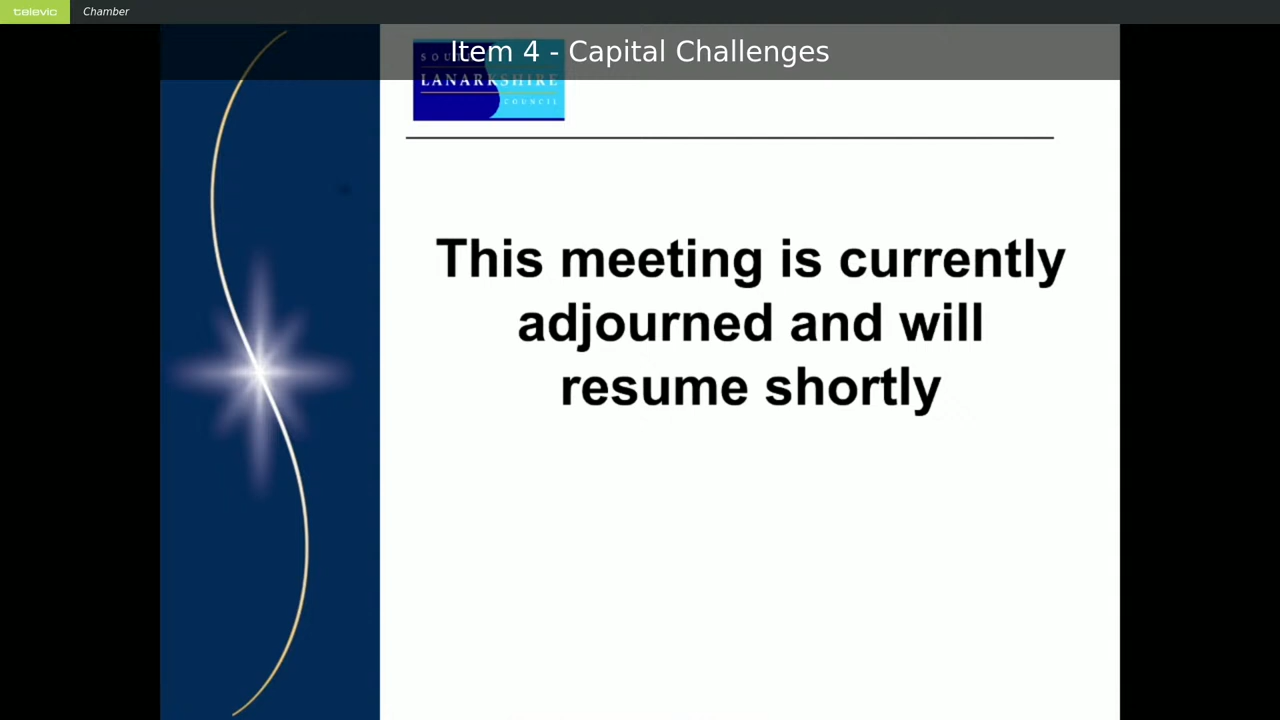 televic
Chamber
Item 4 - Capital Challenges
SOUTH
LANARKSHIRE
COUNCIL
This meeting is currently
adjourned and will
resume shortly